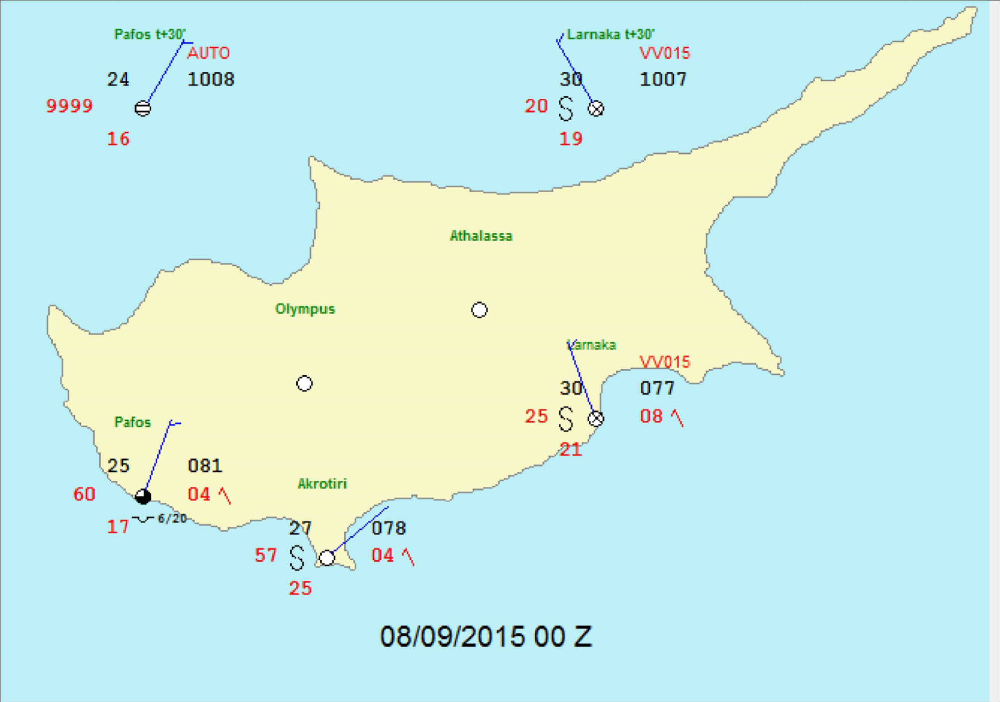 Pafos t+30'
AUTO
24
1008
9999
16
Larnaka t+30'
VV015
30
1007
20
19
Athalassa
Olympus
Larnaka
VV015
30
077
25
08
21
Pafos
25
081
60
04
17
6/20
Akrotiri
27
078
57
04
25
08/09/2015 00 Z